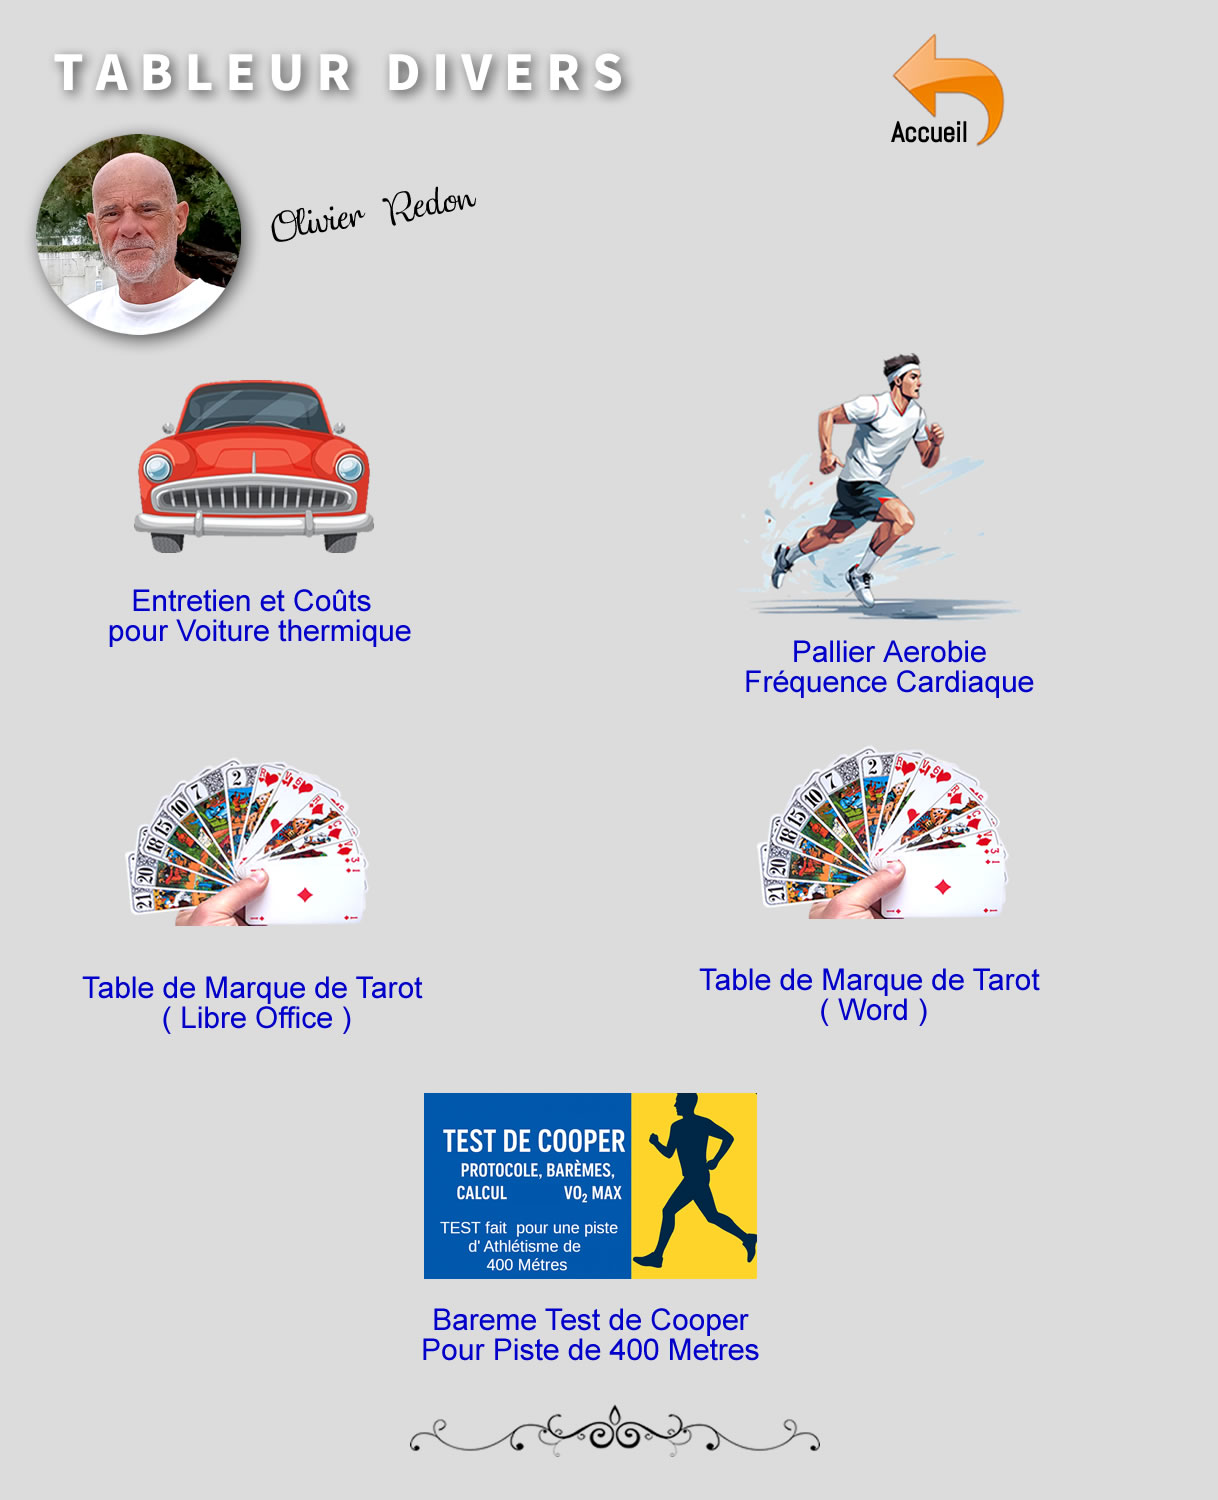 TABLEUR DIVERS
Accueil
Olivier Redon
Entretien et Coûts
pour Voiture thermique
Pallier Aerobie
Fréquence Cardiaque
Table de Marque de Tarot
( Libre Office )
Table de Marque de Tarot
( Word )
TEST DE COOPER
PROTOCOLE, BARÈMES,
CALCUL VO₂ MAX
TEST fait pour une piste
d' Athlétisme de
400 Métres
Bareme Test de Cooper
Pour Piste de 400 Metres